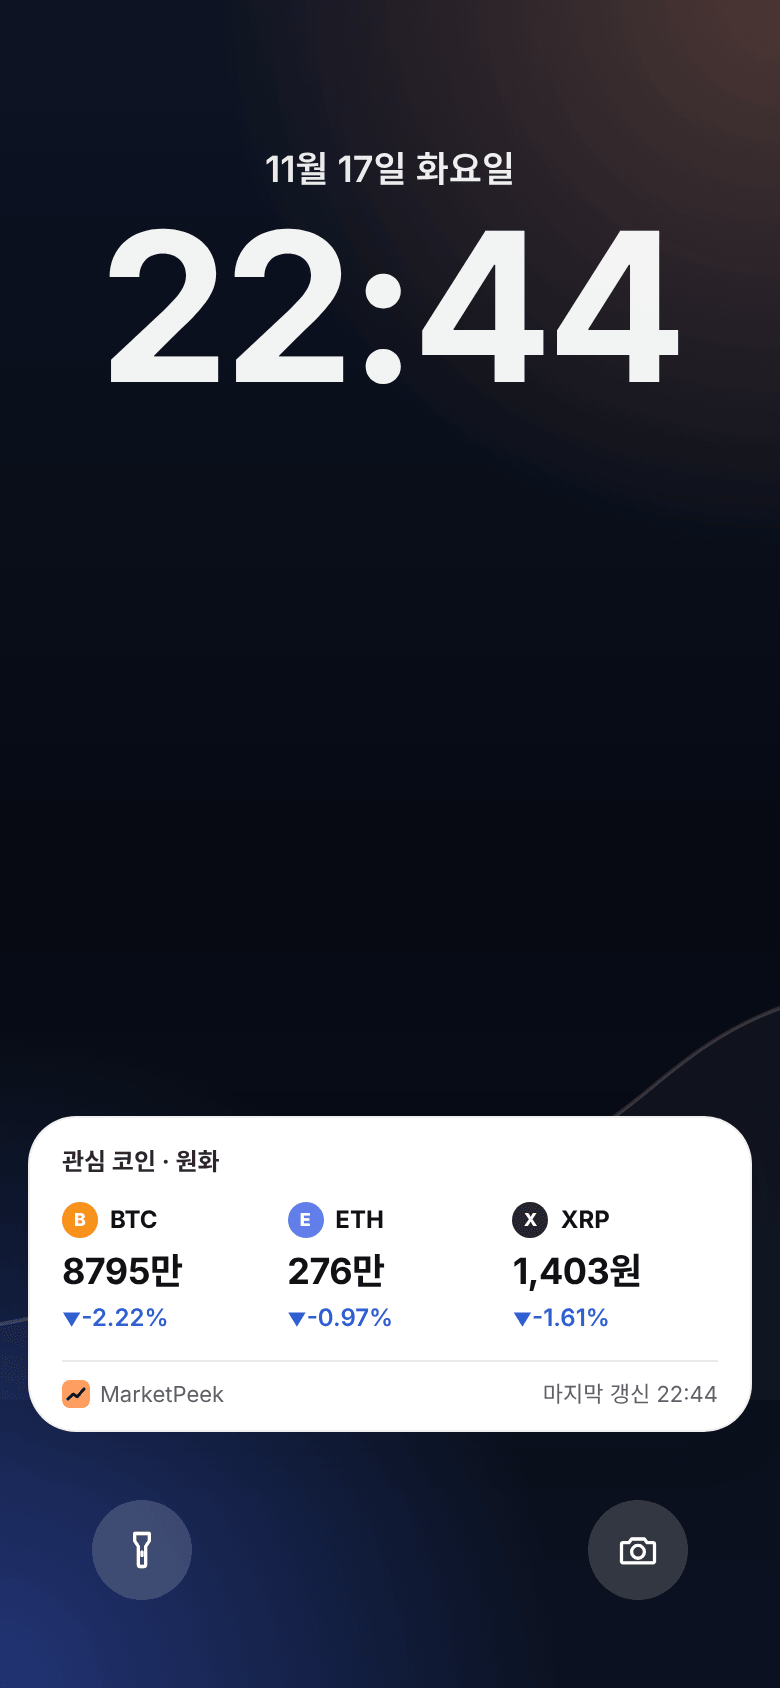 11월 17일 화요일
22:44
관심 코인 · 원화
B BTC E ETH X XRP
8795만 276만 1,403원
▼-2.22% ▼-0.97% ▼-1.61%
MarketPeek 마지막 갱신 22:44